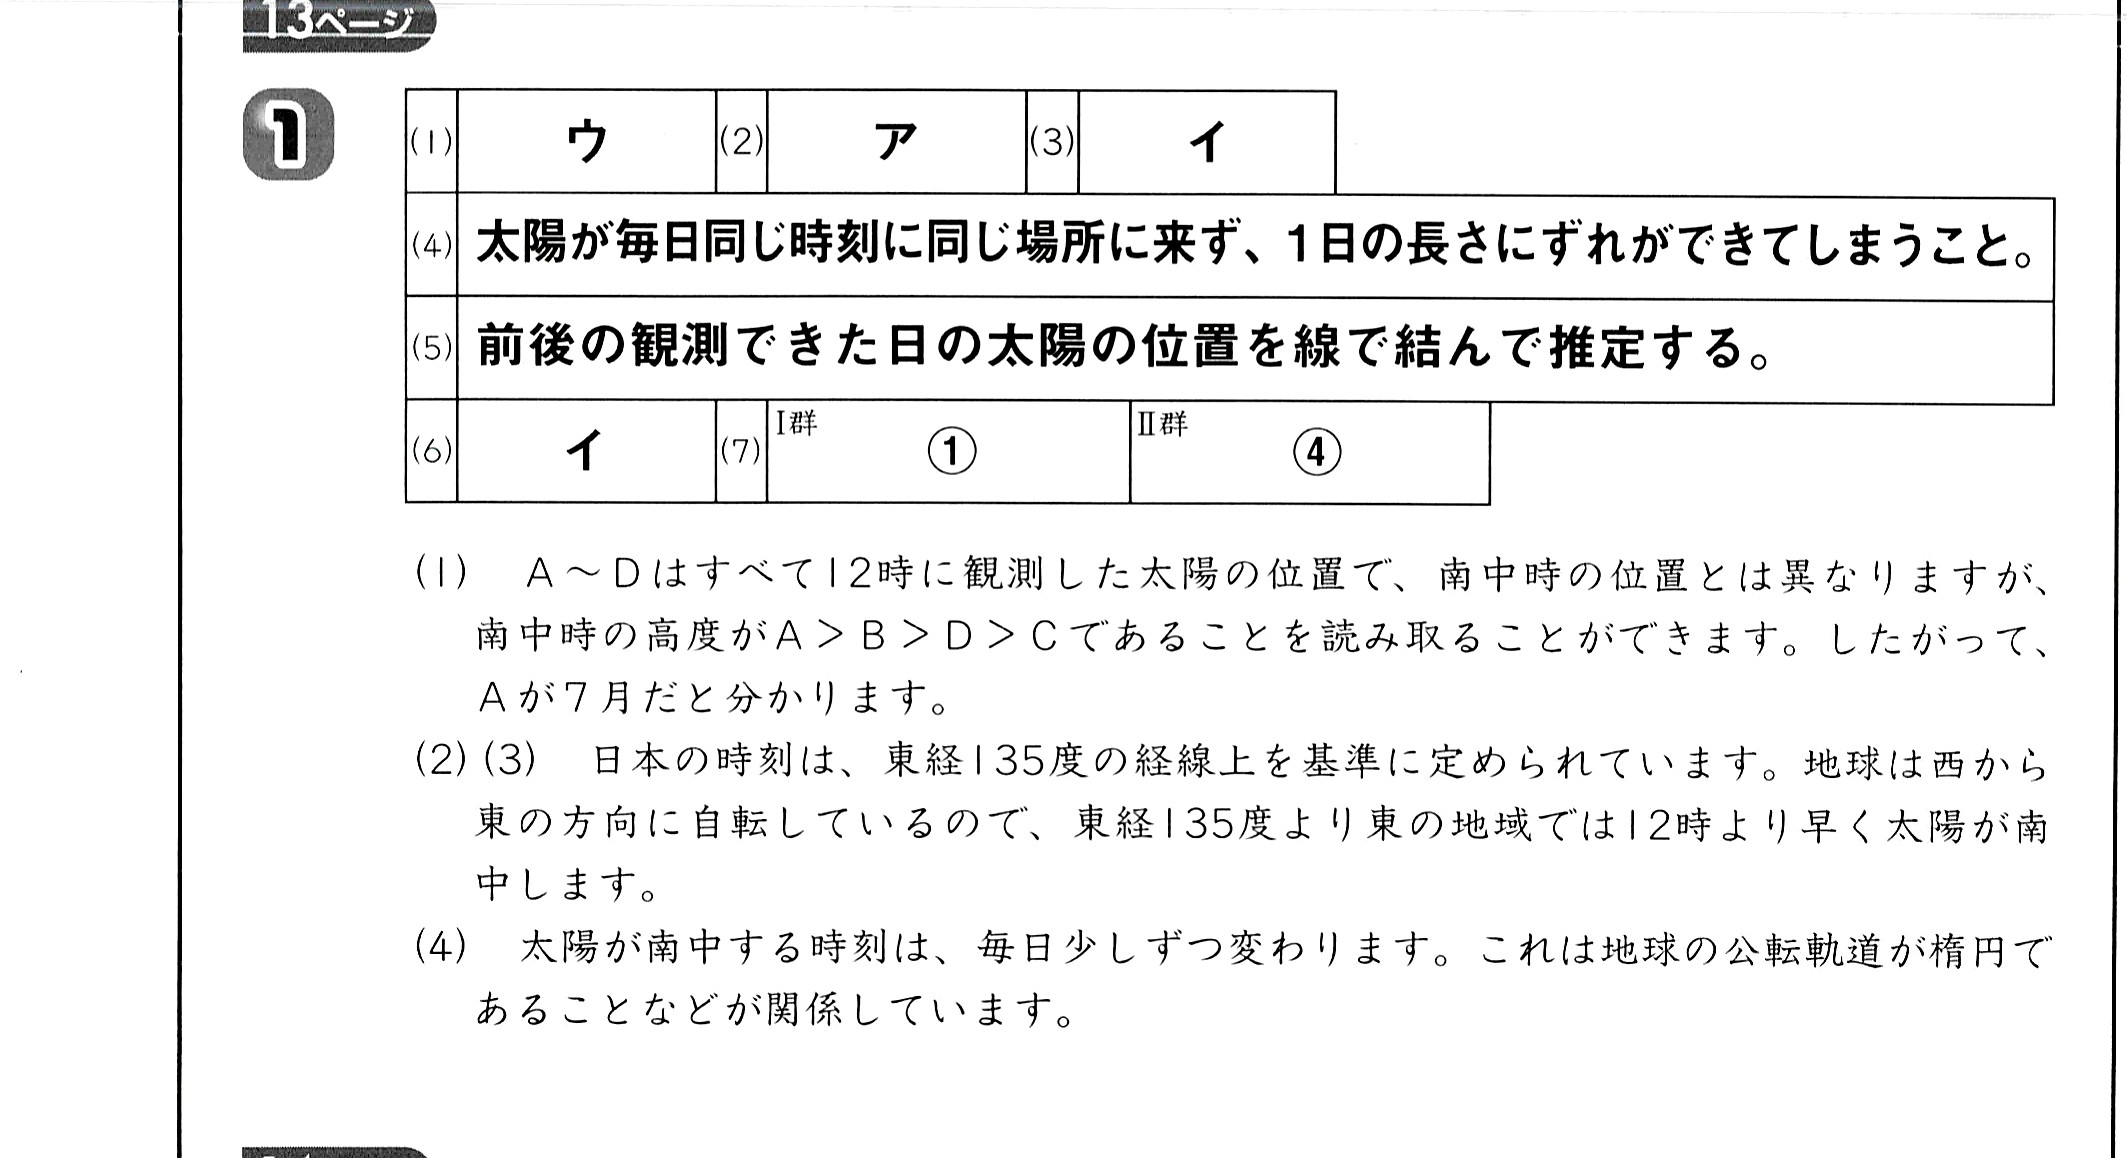 13ページ
1
(1) ウ (2) ア (3) イ
(4) 太陽が毎日同じ時刻に同じ場所に来ず、1日の長さにずれができてしまうこと。
(5) 前後の観測できた日の太陽の位置を線で結んで推定する。
(6) イ (7) Ⅰ群 ① Ⅱ群 ④
(1) A～Dはすべて12時に観測した太陽の位置で、南中時の位置とは異なりますが、
南中時の高度がA＞B＞D＞Cであることを読み取ることができます。したがって、
Aが7月だと分かります。
(2)(3) 日本の時刻は、東経135度の経線上を基準に定められています。地球は西から
東の方向に自転しているので、東経135度より東の地域では12時より早く太陽が南
中します。
(4) 太陽が南中する時刻は、毎日少しずつ変わります。これは地球の公転軌道が楕円で
あることなどが関係しています。